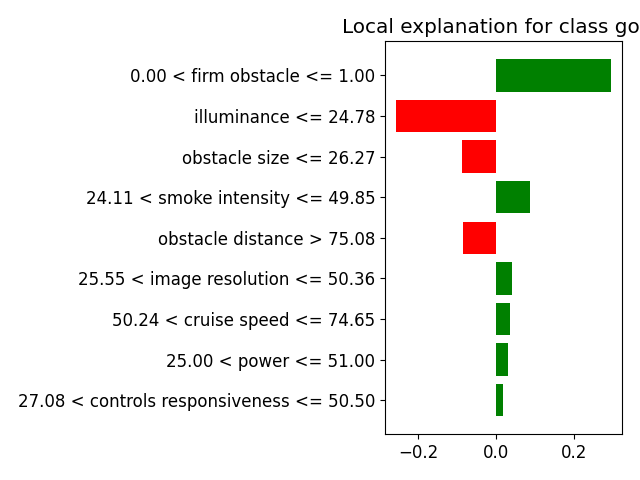 Local explanation for class go
0.00 < firm obstacle <= 1.00
illuminance <= 24.78
obstacle size <= 26.27
24.11 < smoke intensity <= 49.85
obstacle distance > 75.08
25.55 < image resolution <= 50.36
50.24 < cruise speed <= 74.65
25.00 < power <= 51.00
27.08 < controls responsiveness <= 50.50
−0.2 0.0 0.2